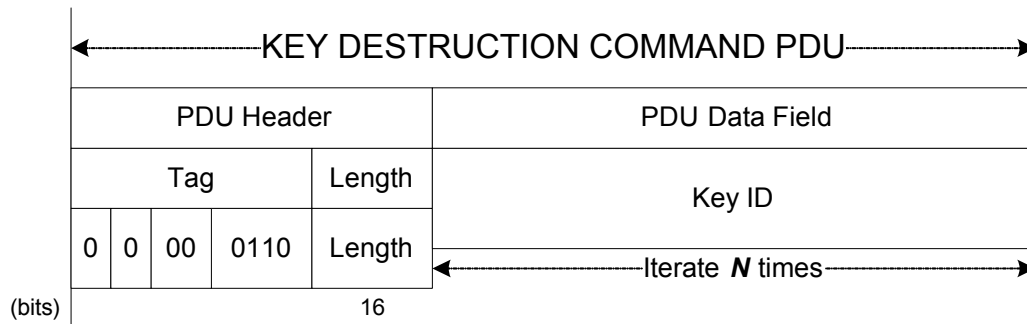 KEY DESTRUCTION COMMAND PDU
PDU Header PDU Data Field
Tag Length Key ID
0 0 00 0110 Length
Iterate N times
(bits) 16